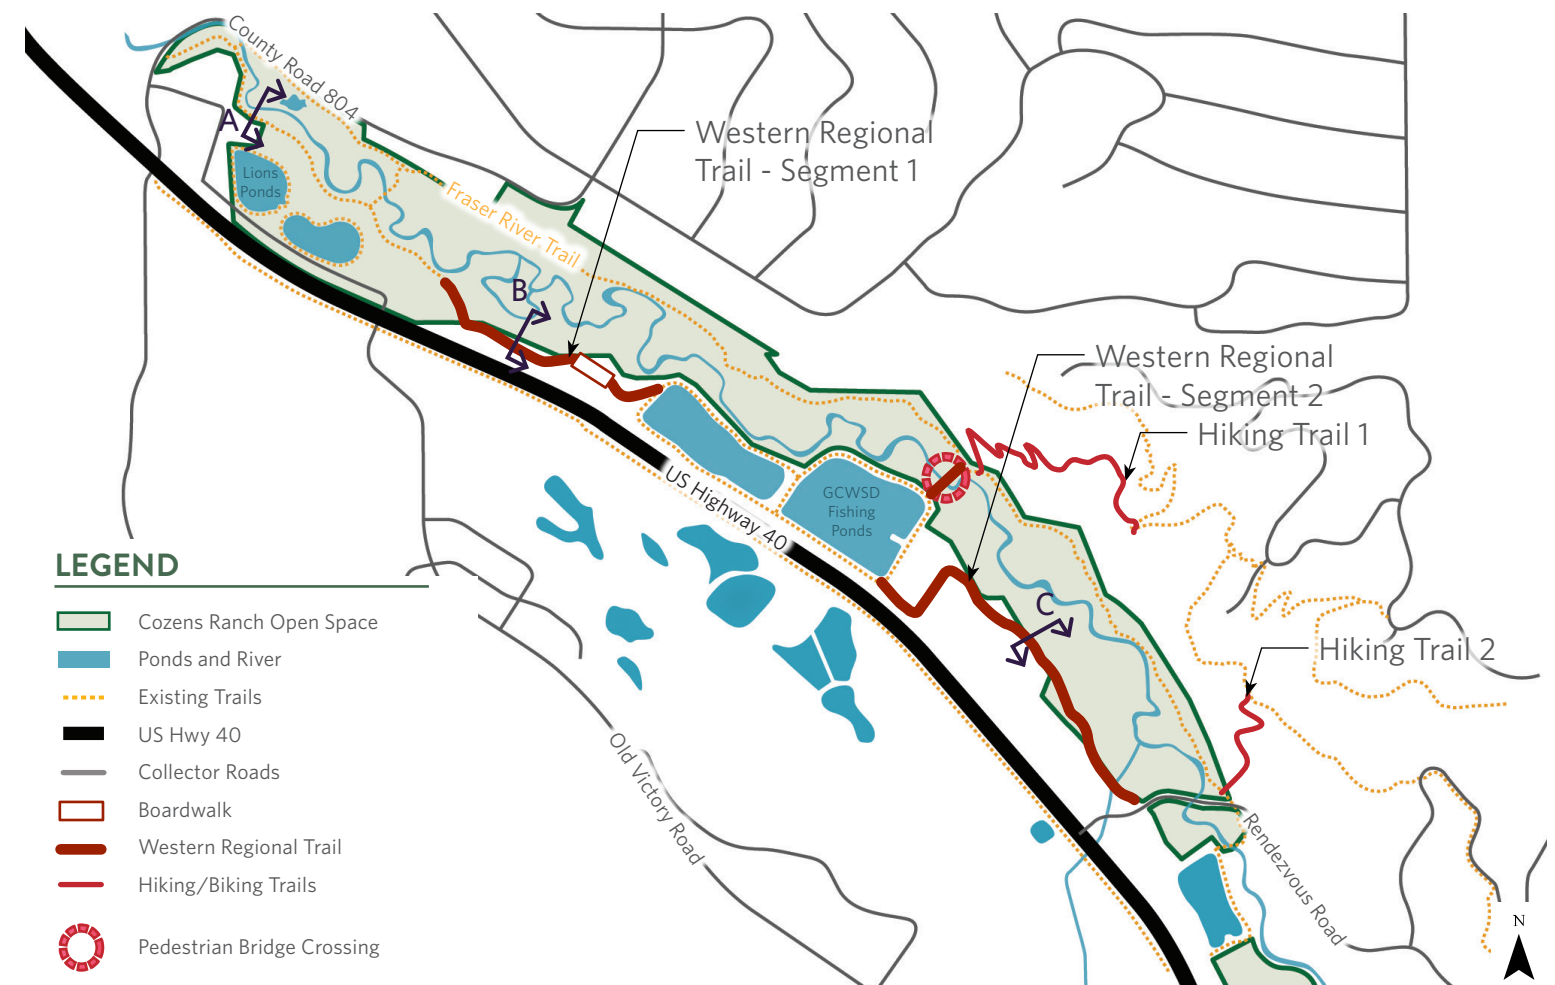 County Road 804
A
Lions
Ponds
Fraser River Trail
Western Regional
Trail - Segment 1
B
Western Regional
Trail - Segment 2
Hiking Trail 1
US Highway 40
GCWSD
Fishing
Ponds
C
Hiking Trail 2
Old Victory Road
Rendezvous Road
N
LEGEND
Cozens Ranch Open Space
Ponds and River
Existing Trails
US Hwy 40
Collector Roads
Boardwalk
Western Regional Trail
Hiking/Biking Trails
Pedestrian Bridge Crossing